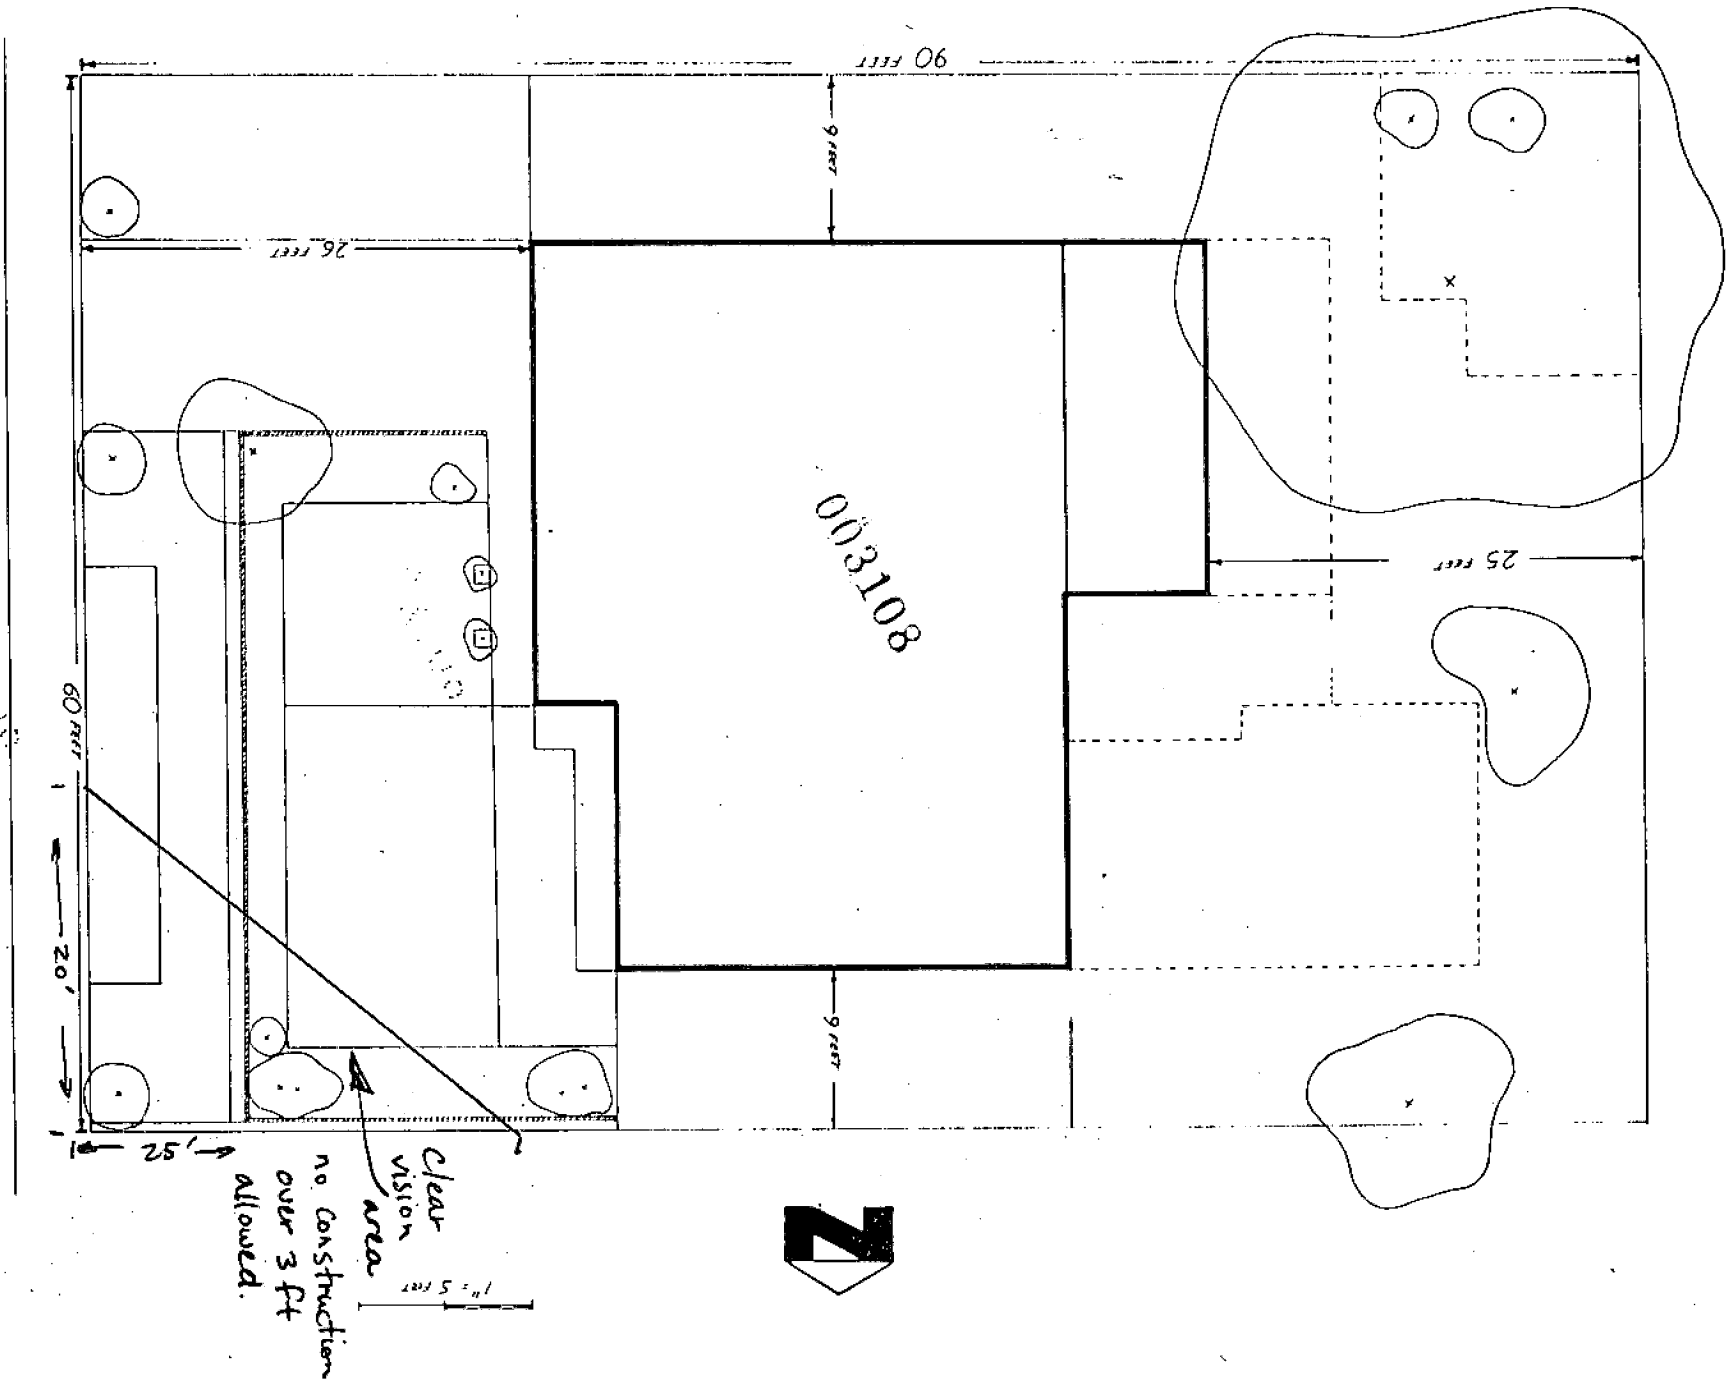 90 FEET
9 FEET
26 FEET
003108
25 FEET
60 FEET
20'
9 FEET
25'
Clear
vision
area
no construction
over 3 ft
allowed.
1" = 5 FEET
N